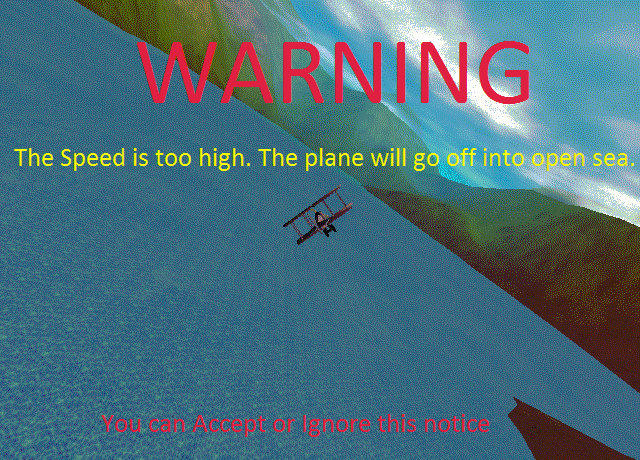 WARNING
The Speed is too high. The plane will go off into open sea.
You can Accept or Ignore this notice